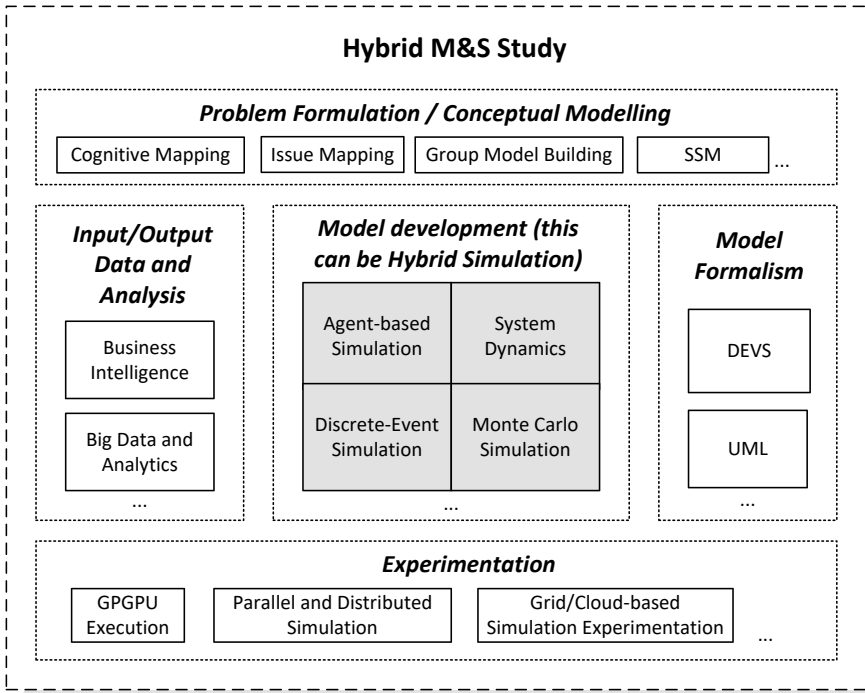 Hybrid M&S Study
Problem Formulation / Conceptual Modelling
Cognitive Mapping
Issue Mapping
Group Model Building
SSM
...
Input/Output
Data and
Analysis
Business
Intelligence
Big Data and
Analytics
...
Model development (this
can be Hybrid Simulation)
Agent-based
Simulation
System
Dynamics
Discrete-Event
Simulation
Monte Carlo
Simulation
...
Model
Formalism
DEVS
UML
...
Experimentation
GPGPU
Execution
Parallel and Distributed
Simulation
Grid/Cloud-based
Simulation Experimentation
...